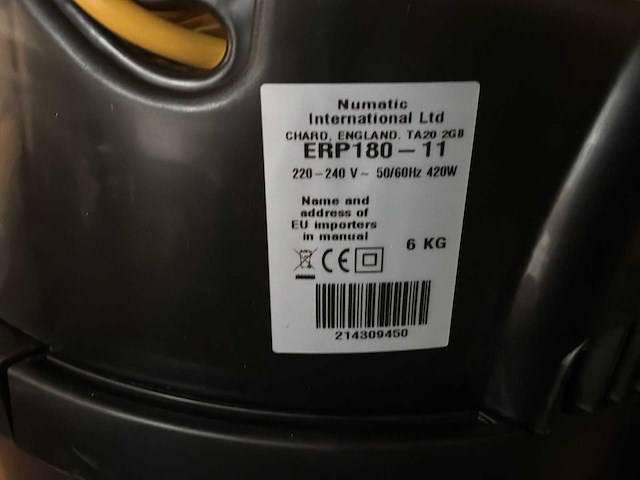 Numatic
International Ltd
CHARD, ENGLAND. TA20 2GB
ERP180-11
220-240 V~ 50/60Hz 420W
Name and
address of
EU importers
in manual
6 KG
CE
214309450